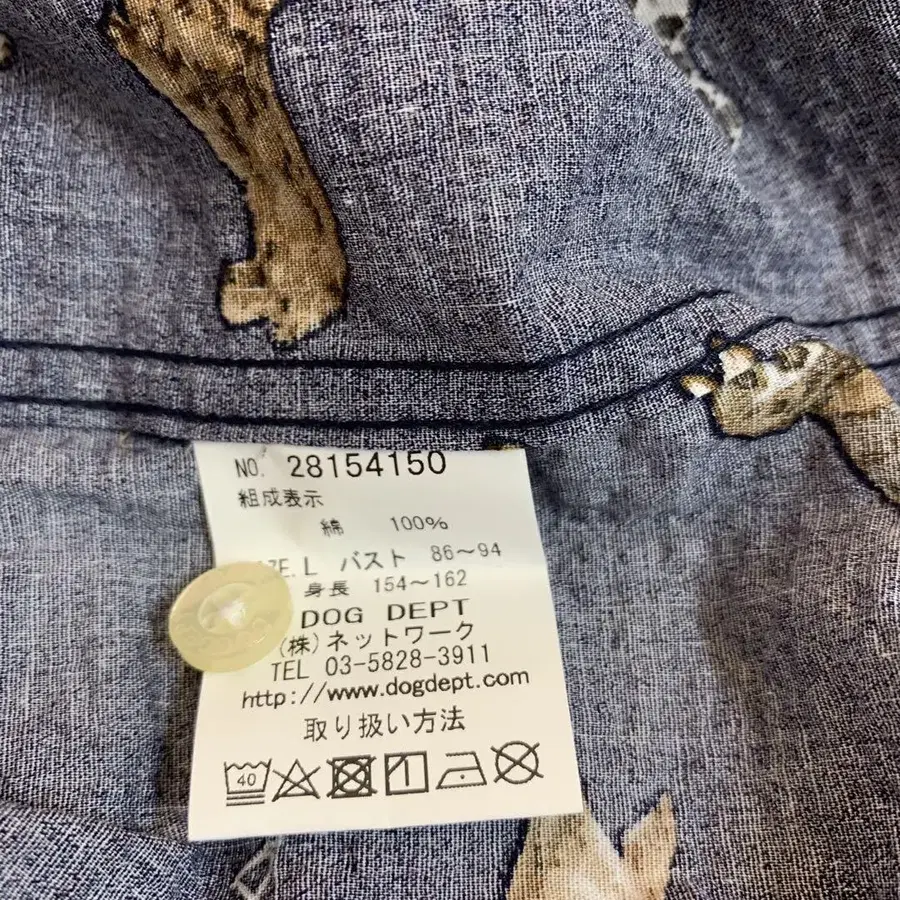 NO. 28154150
組成表示
綿 100%
ZE.L バスト 86～94
身長 154～162
DOG DEPT
(株)ネットワーク
TEL 03-5828-3911
http://www.dogdept.com
取り扱い方法
40